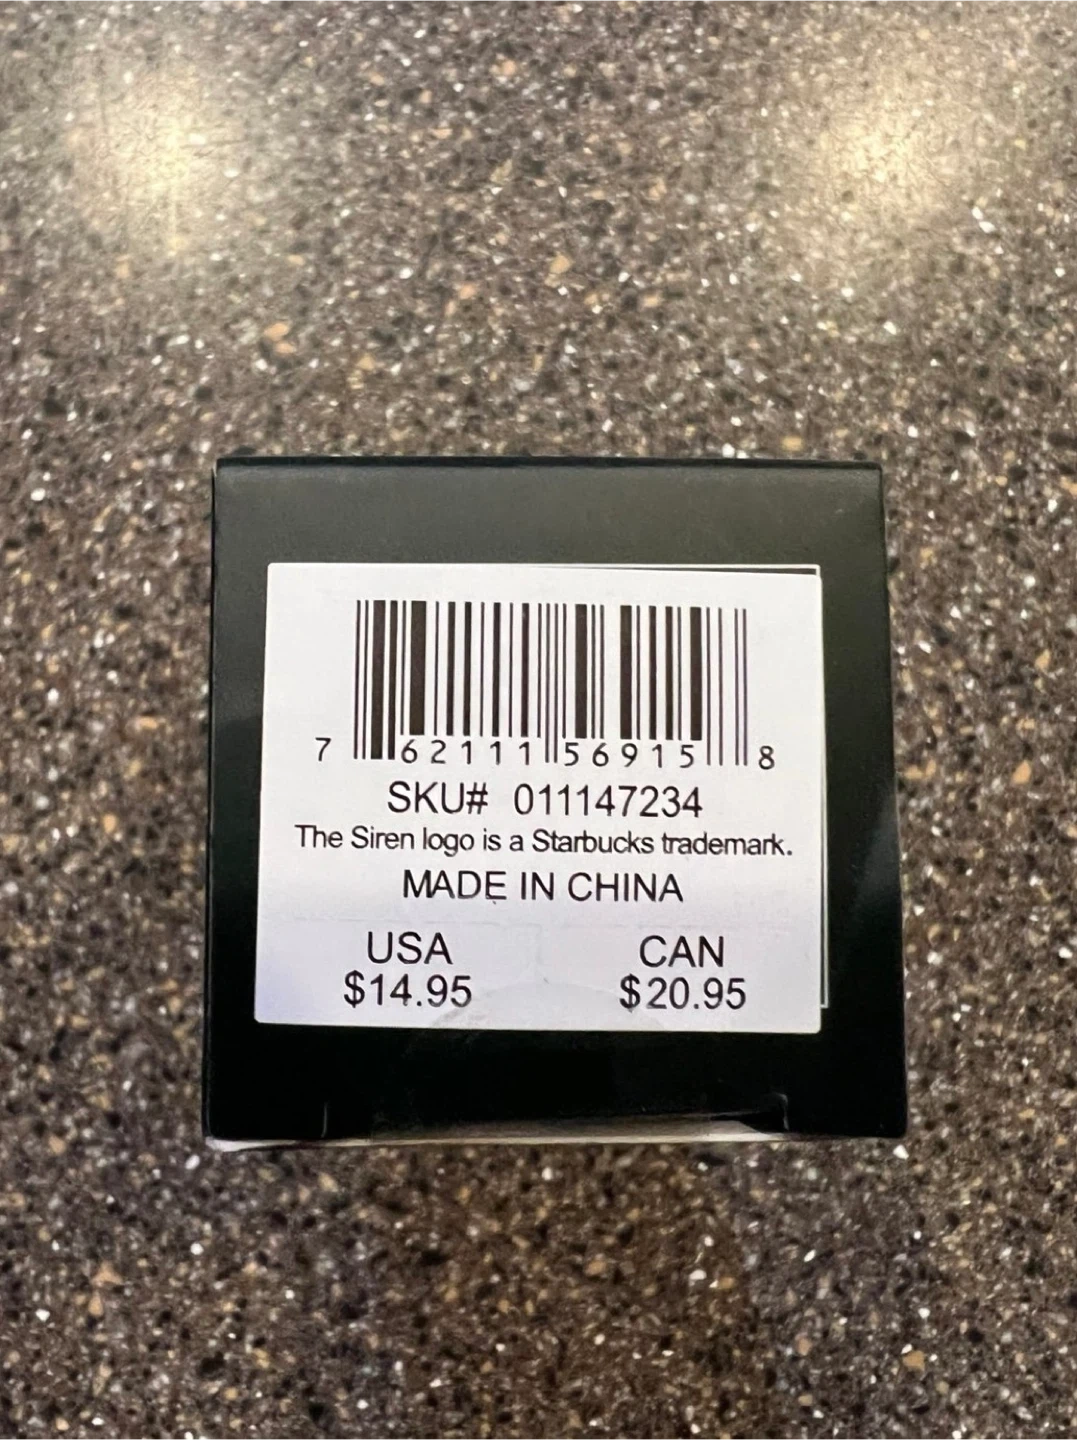 7 62111 56915 8
SKU# 011147234
The Siren logo is a Starbucks trademark.
MADE IN CHINA
USA CAN
$14.95 $20.95